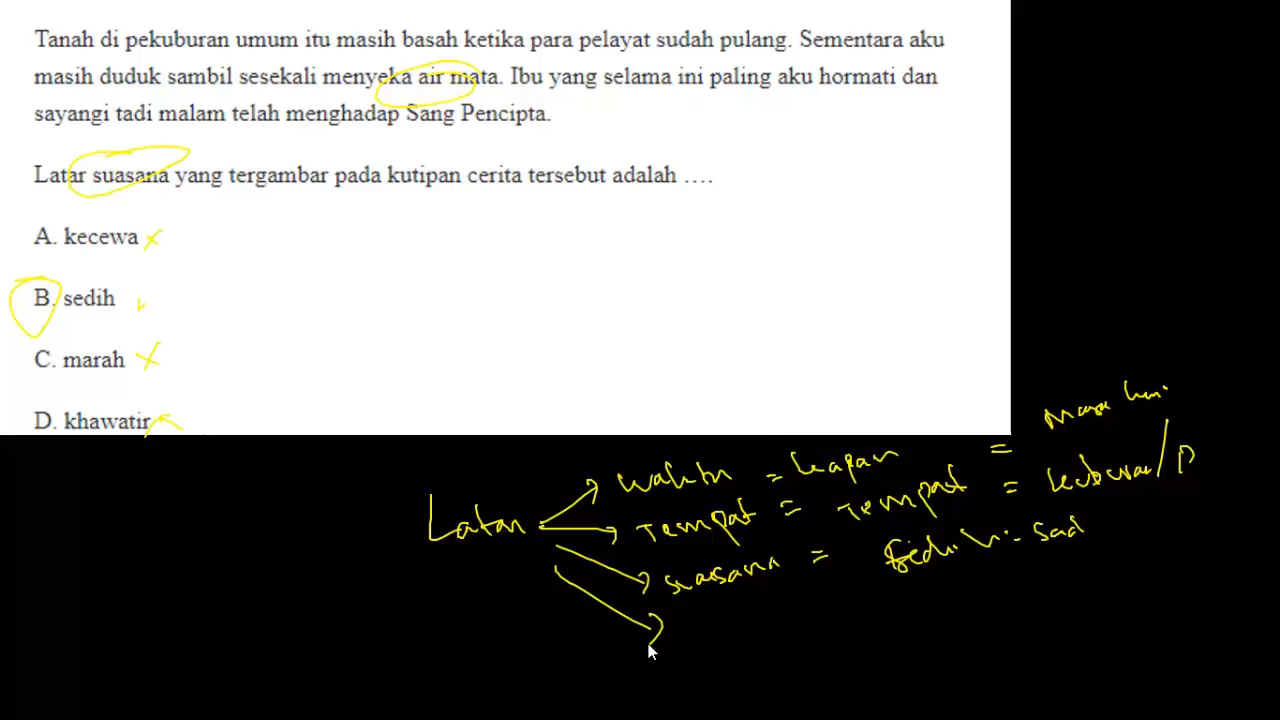 Tanah di pekuburan umum itu masih basah ketika para pelayat sudah pulang. Sementara aku
masih duduk sambil sesekali menyeka air mata. Ibu yang selama ini paling aku hormati dan
sayangi tadi malam telah menghadap Sang Pencipta.
Latar suasana yang tergambar pada kutipan cerita tersebut adalah ….
A. kecewa
B. sedih
C. marah
D. khawatir
Latar
waktu = kapan =
Tempat = Tempat =
suasana = sedih = sad